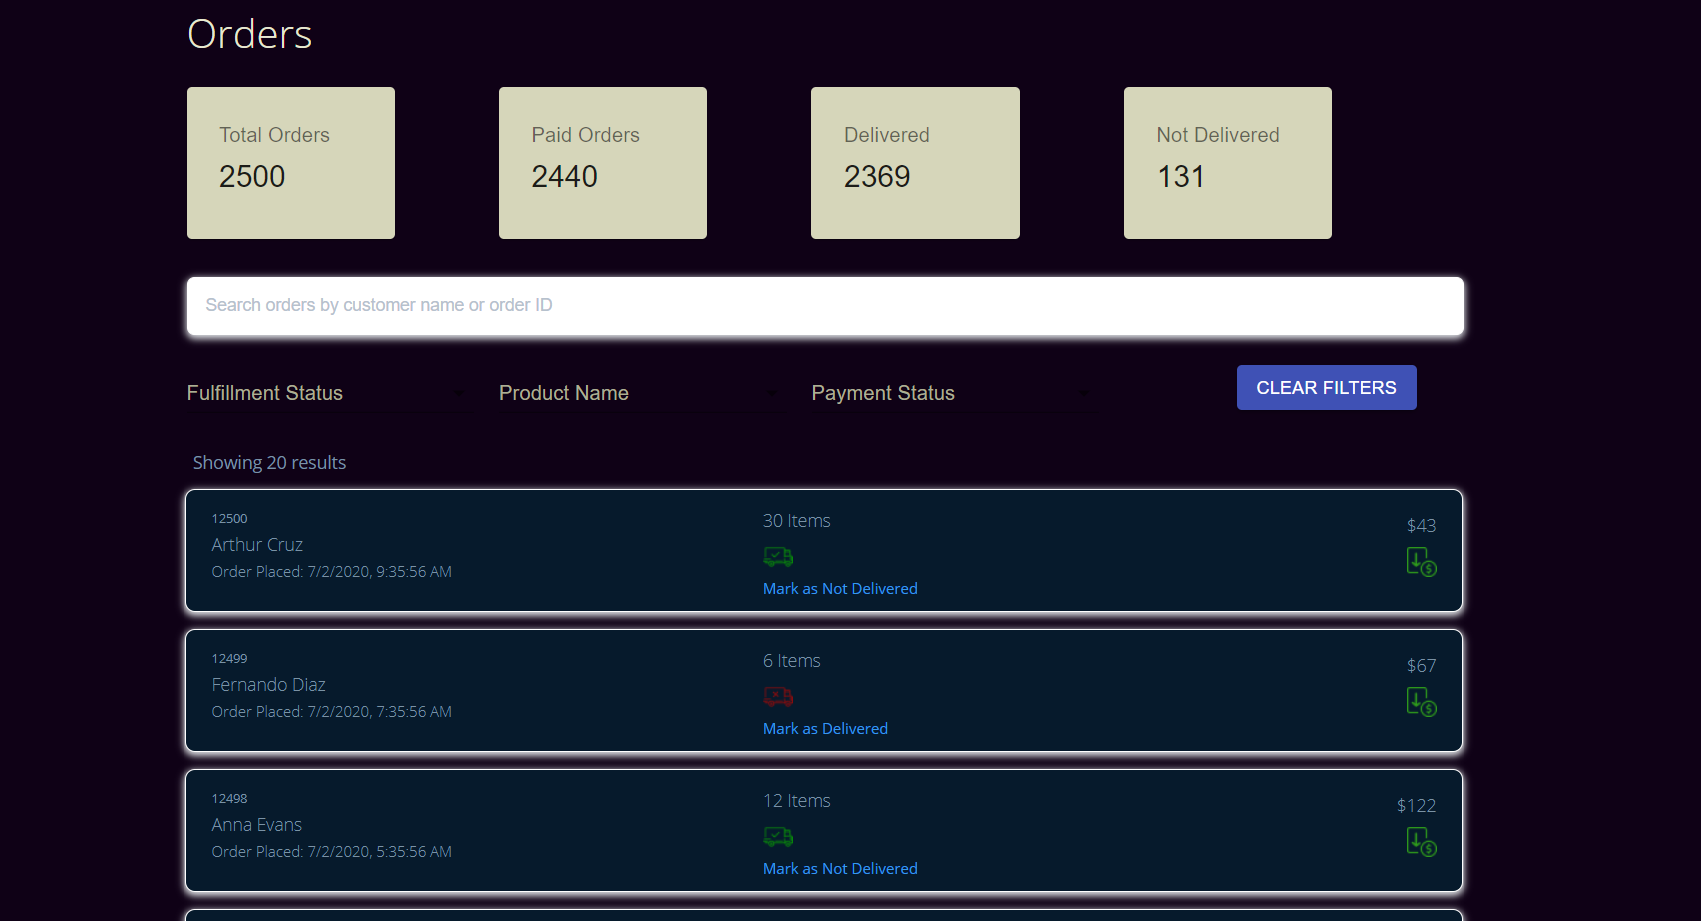 Orders
Total Orders
2500
Paid Orders
2440
Delivered
2369
Not Delivered
131
Search orders by customer name or order ID
Fulfillment Status
Product Name
Payment Status
CLEAR FILTERS
Showing 20 results
12500
Arthur Cruz
Order Placed: 7/2/2020, 9:35:56 AM
30 Items
Mark as Not Delivered
$43
12499
Fernando Diaz
Order Placed: 7/2/2020, 7:35:56 AM
6 Items
Mark as Delivered
$67
12498
Anna Evans
Order Placed: 7/2/2020, 5:35:56 AM
12 Items
Mark as Not Delivered
$122